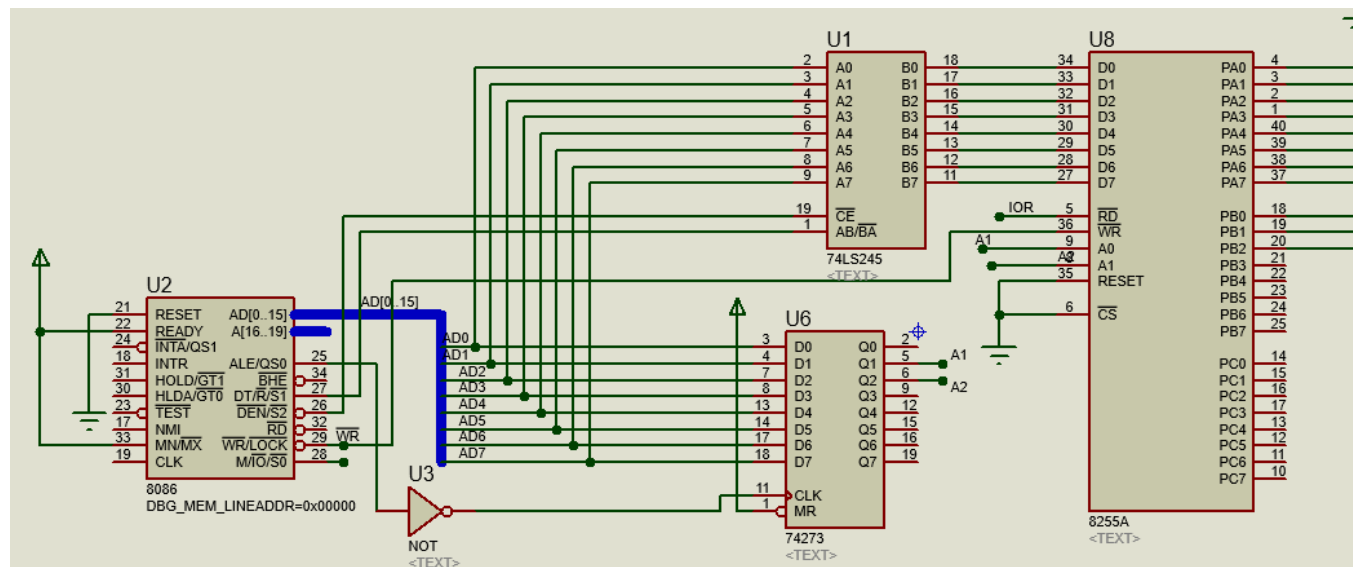 U1
2 A0 B0 18
3 A1 B1 17
4 A2 B2 16
5 A3 B3 15
6 A4 B4 14
7 A5 B5 13
8 A6 B6 12
9 A7 B7 11
19 CE
1 AB/BA
74LS245
<TEXT>
U8
34 D0 PA0 4
33 D1 PA1 3
32 D2 PA2 2
31 D3 PA3 1
30 D4 PA4 40
29 D5 PA5 39
28 D6 PA6 38
27 D7 PA7 37
IOR 5 RD PB0 18
36 WR PB1 19
A1 9 A0 PB2 20
A2 A1 PB3 21
35 RESET PB4 22
PB5 23
6 CS PB6 24
PB7 25
PC0 14
PC1 15
PC2 16
PC3 17
PC4 13
PC5 12
PC6 11
PC7 10
8255A
<TEXT>
U2
21 RESET AD[0..15]
22 READY A[16..19]
24 INTA/QS1
18 INTR ALE/QS0 25
31 HOLD/GT1 BHE 34
30 HLDA/GT0 DT/R/S1 27
23 TEST DEN/S2 26
17 NMI RD 32
33 MN/MX WR/LOCK 29 WR
19 CLK M/IO/S0 28
8086
DBG_MEM_LINEADDR=0x00000
AD[0..15]
AD0
AD1
AD2
AD3
AD4
AD5
AD6
AD7
U3
NOT
<TEXT>
U6
3 D0 Q0 2
4 D1 Q1 5 A1
7 D2 Q2 6 A2
8 D3 Q3 9
13 D4 Q4 12
14 D5 Q5 15
17 D6 Q6 16
18 D7 Q7 19
11 CLK
1 MR
74273
<TEXT>